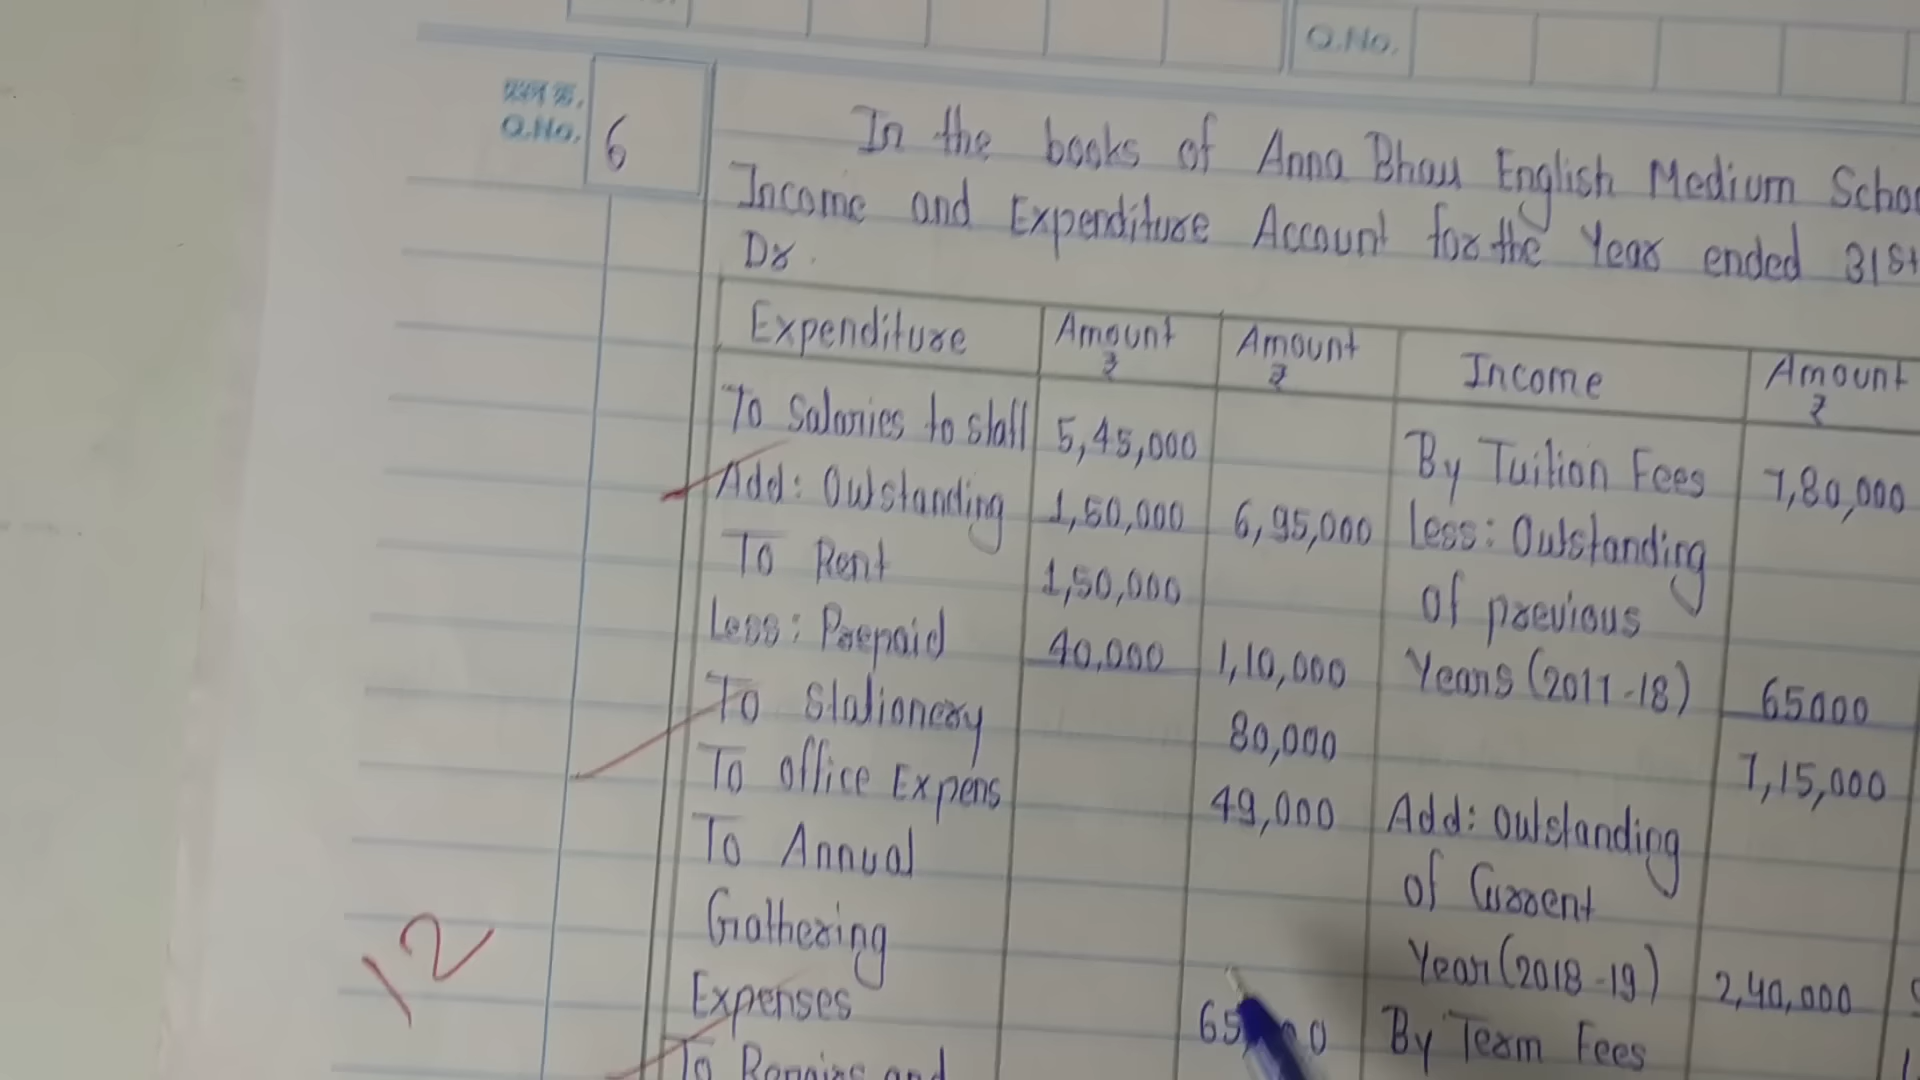 Q.No.
Q.No. 6
In the books of Anna Bhau English Medium
Income and Expenditure Account for the Year ended 31st
Dr.
Expenditure Amount ₹ Amount ₹ Income Amount ₹
To Salaries to staff 5,45,000 By Tuition Fees 7,80,000
Add: Outstanding 1,50,000 6,95,000 Less: Outstanding
To Rent 1,50,000 of previous
Less: Prepaid 40,000 1,10,000 Years (2017-18) 65000
To Stationery 80,000 7,15,000
To office Expens 49,000 Add: Outstanding
To Annual of Current
Gathering Year (2018-19) 2,40,000
Expenses By Term Fees
To Repairs and
12